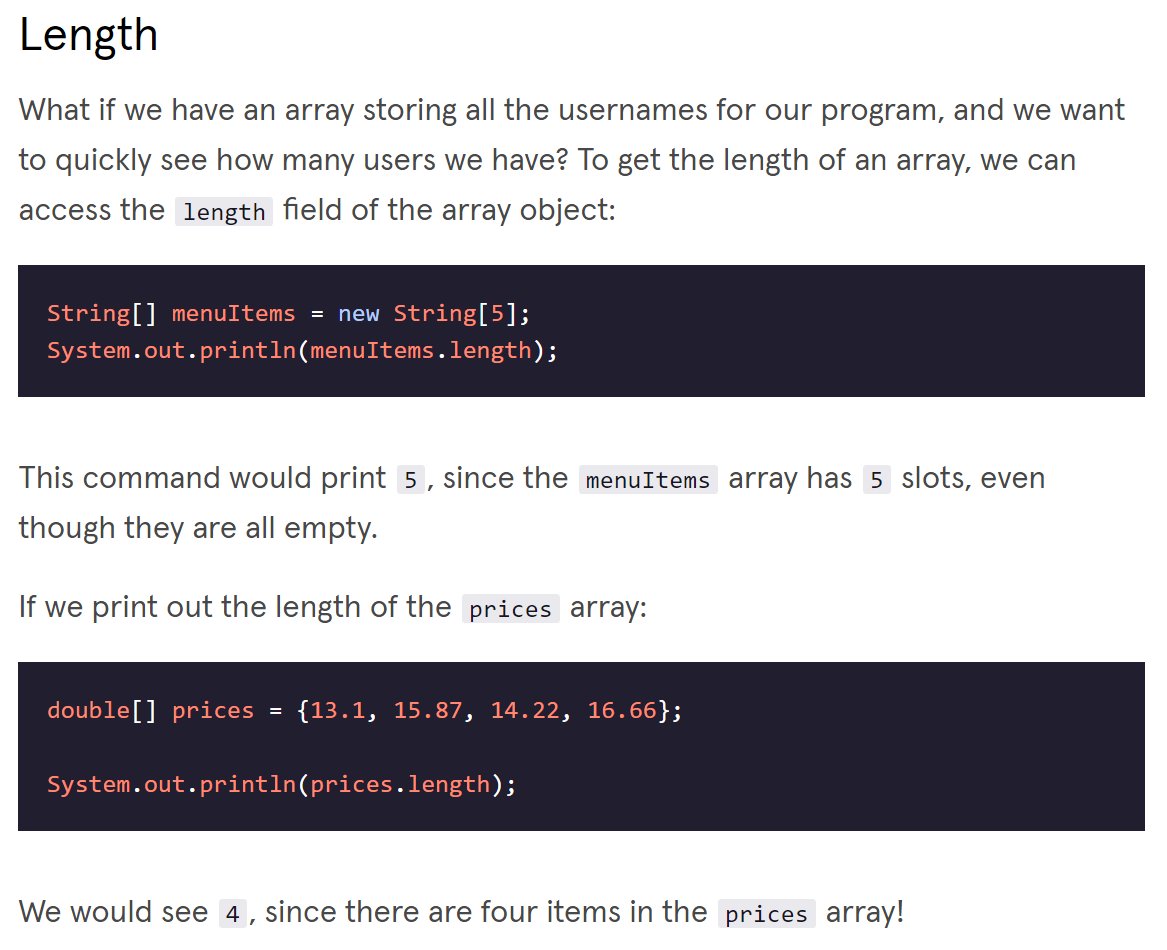 Length
What if we have an array storing all the usernames for our program, and we want
to quickly see how many users we have? To get the length of an array, we can
access the length field of the array object:
String[] menuItems = new String[5];
System.out.println(menuItems.length);
This command would print 5, since the menuItems array has 5 slots, even
though they are all empty.
If we print out the length of the prices array:
double[] prices = {13.1, 15.87, 14.22, 16.66};
System.out.println(prices.length);
We would see 4, since there are four items in the prices array!